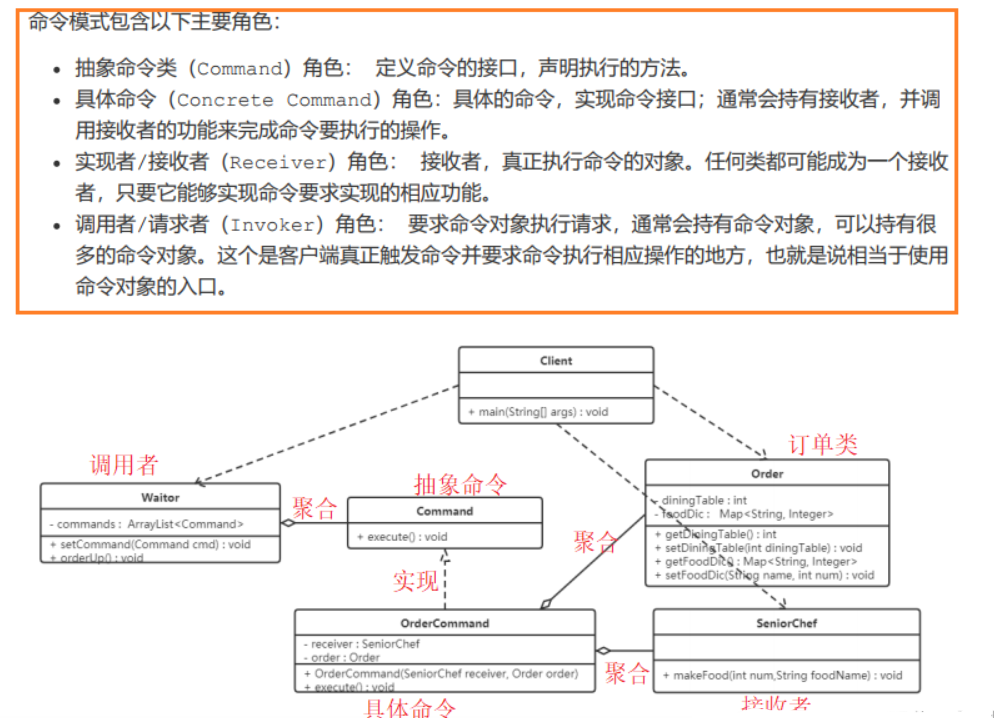 命令模式包含以下主要角色：
• 抽象命令类（Command）角色： 定义命令的接口，声明执行的方法。
• 具体命令（Concrete Command）角色：具体的命令，实现命令接口；通常会持有接收者，并调
用接收者的功能来完成命令要执行的操作。
• 实现者/接收者（Receiver）角色： 接收者，真正执行命令的对象。任何类都可能成为一个接收
者，只要它能够实现命令要求实现的相应功能。
• 调用者/请求者（Invoker）角色： 要求命令对象执行请求，通常会持有命令对象，可以持有很
多的命令对象。这个是客户端真正触发命令并要求命令执行相应操作的地方，也就是说相当于使用
命令对象的入口。
Client
+ main(String[] args) : void
调用者
Waitor
- commands : ArrayList<Command>
+ setCommand(Command cmd) : void
+ orderUp() : void
聚合
抽象命令
Command
+ execute() : void
订单类
Order
- diningTable : int
- foodDic : Map<String, Integer>
+ getDiningTable() : int
+ setDiningTable(int diningTable) : void
+ getFoodDic() : Map<String, Integer>
+ setFoodDic(String name, int num) : void
聚合
实现
OrderCommand
- receiver : SeniorChef
- order : Order
+ OrderCommand(SeniorChef receiver, Order order)
+ execute() : void
具体命令
聚合
SeniorChef
+ makeFood(int num,String foodName) : void
接收者